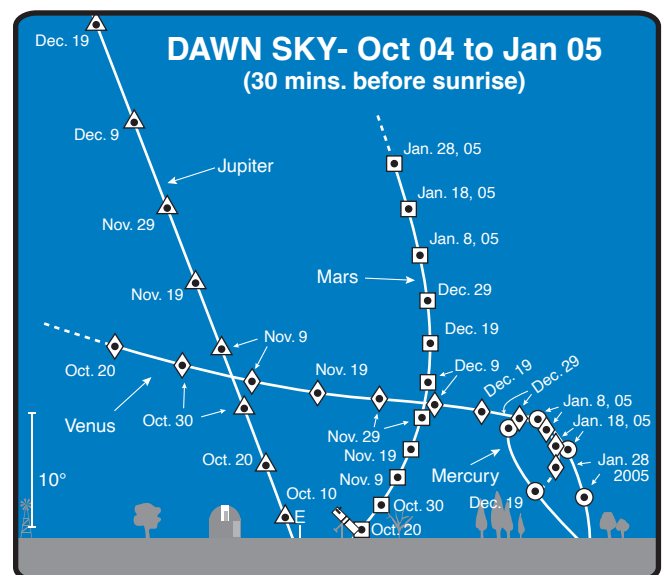 DAWN SKY- Oct 04 to Jan 05
(30 mins. before sunrise)
Dec. 19
Dec. 9
Jupiter
Nov. 29
Nov. 19
Nov. 9
Oct. 20
Venus
Oct. 30
Oct. 20
Oct. 10
E
10°
Jan. 28, 05
Jan. 18, 05
Jan. 8, 05
Mars
Dec. 29
Dec. 19
Dec. 9
Nov. 19
Nov. 29
Nov. 19
Nov. 9
Oct. 30
Oct. 20
Dec. 19
Dec. 29
Jan. 8, 05
Jan. 18, 05
Jan. 28
2005
Mercury
Dec. 19